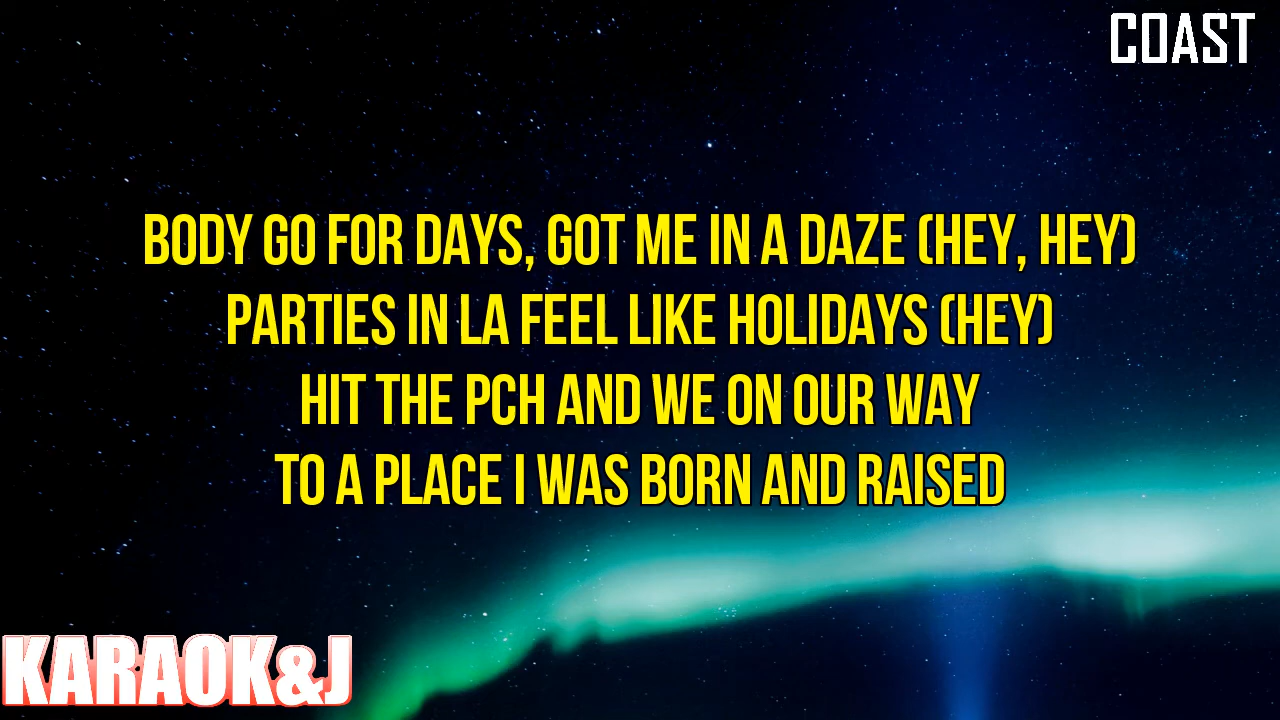 COAST
BODY GO FOR DAYS, GOT ME IN A DAZE (HEY, HEY)
PARTIES IN LA FEEL LIKE HOLIDAYS (HEY)
HIT THE PCH AND WE ON OUR WAY
TO A PLACE I WAS BORN AND RAISED
KARAOK&J